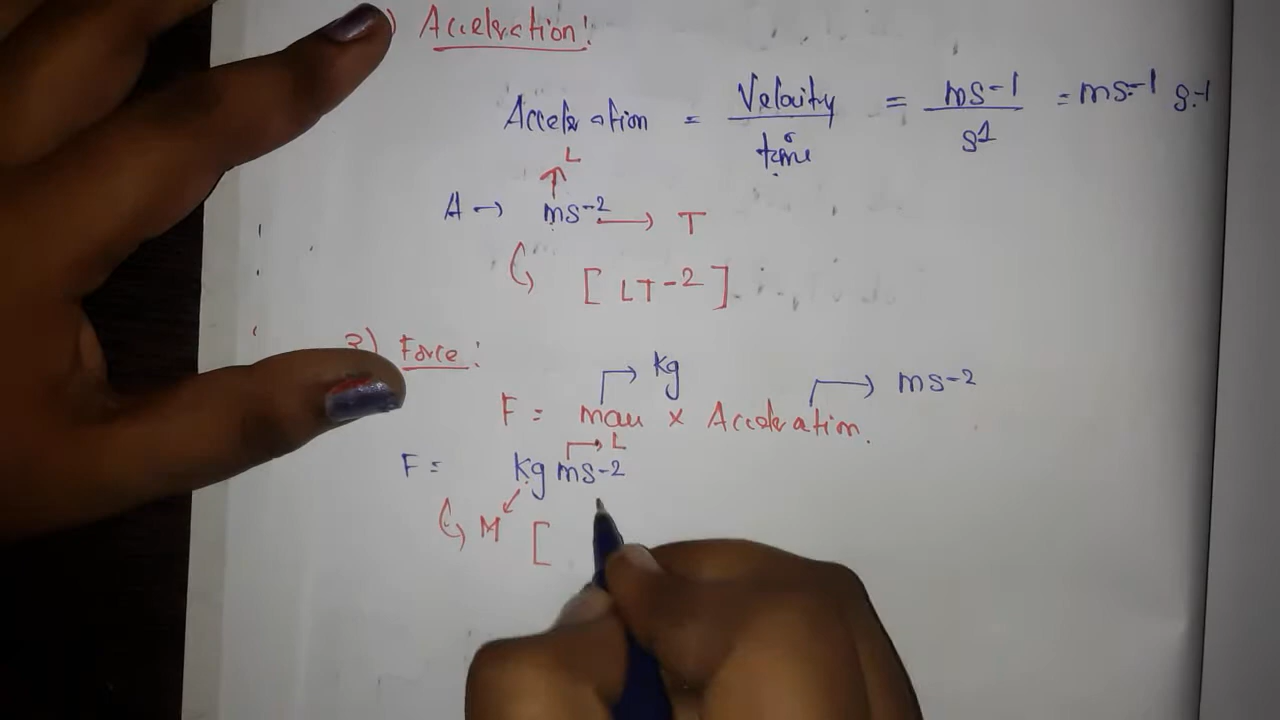 ) Acceleration:
Acceleration = Velocity / time = ms-1 / s1 = ms-1 s-1
L
A → ms-2 → T
[ LT-2 ]
3) Force:
kg ms-2
F = mass x Acceleration.
L
F = kg ms-2
M [